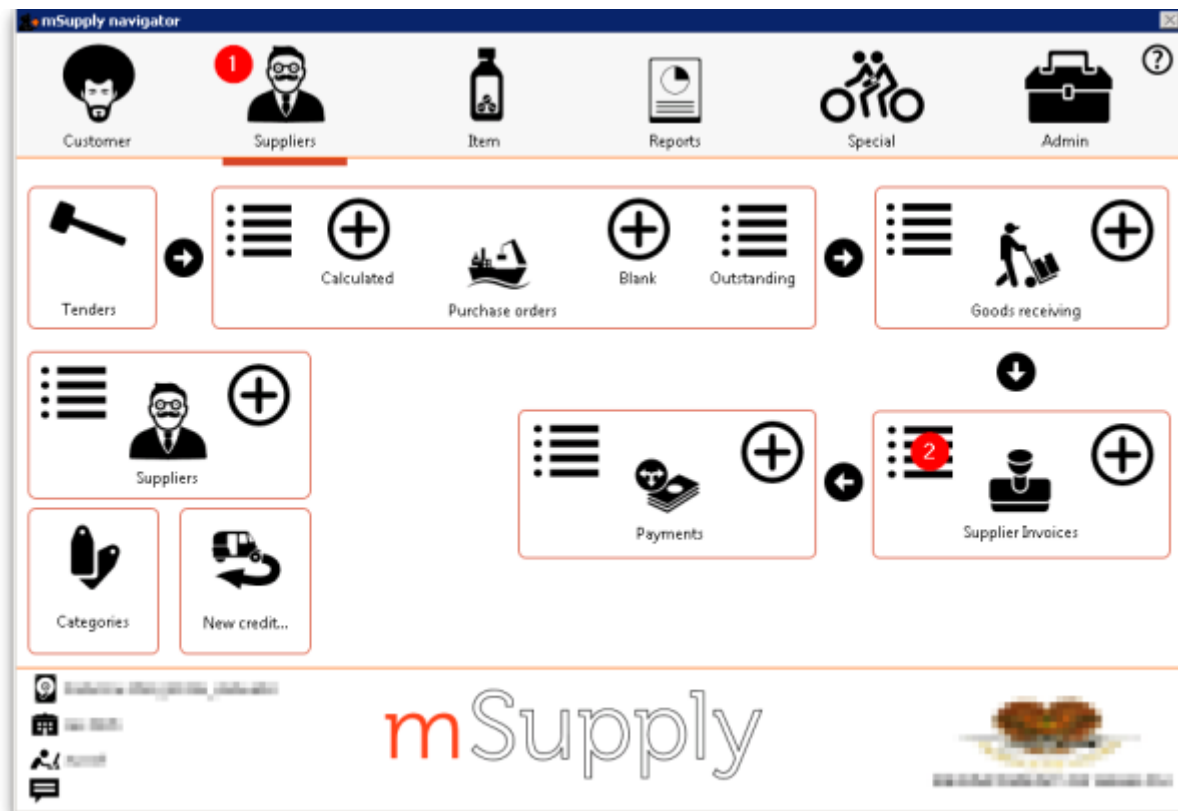 mSupply navigator
1
?
Customer
Suppliers
Item
Reports
Special
Admin
Calculated
Blank
Outstanding
Tenders
Purchase orders
Goods receiving
Suppliers
2
Payments
Supplier Invoices
Categories
New credit...
mSupply